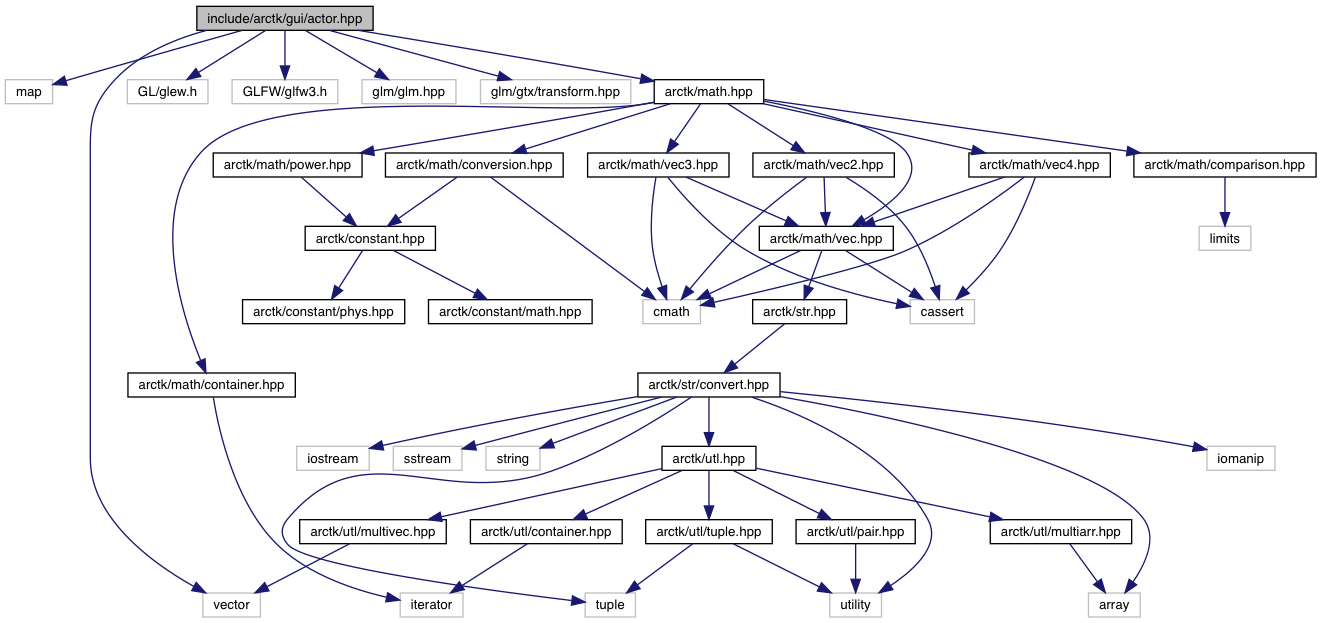 include/arctk/gui/actor.hpp
map
GL/glew.h
GLFW/glfw3.h
glm/glm.hpp
glm/gtx/transform.hpp
arctk/math.hpp
arctk/math/power.hpp
arctk/math/conversion.hpp
arctk/math/vec3.hpp
arctk/math/vec2.hpp
arctk/math/vec4.hpp
arctk/math/comparison.hpp
arctk/constant.hpp
arctk/math/vec.hpp
limits
arctk/constant/phys.hpp
arctk/constant/math.hpp
cmath
arctk/str.hpp
cassert
arctk/math/container.hpp
arctk/str/convert.hpp
iostream
sstream
string
arctk/utl.hpp
iomanip
arctk/utl/multivec.hpp
arctk/utl/container.hpp
arctk/utl/tuple.hpp
arctk/utl/pair.hpp
arctk/utl/multiarr.hpp
vector
iterator
tuple
utility
array